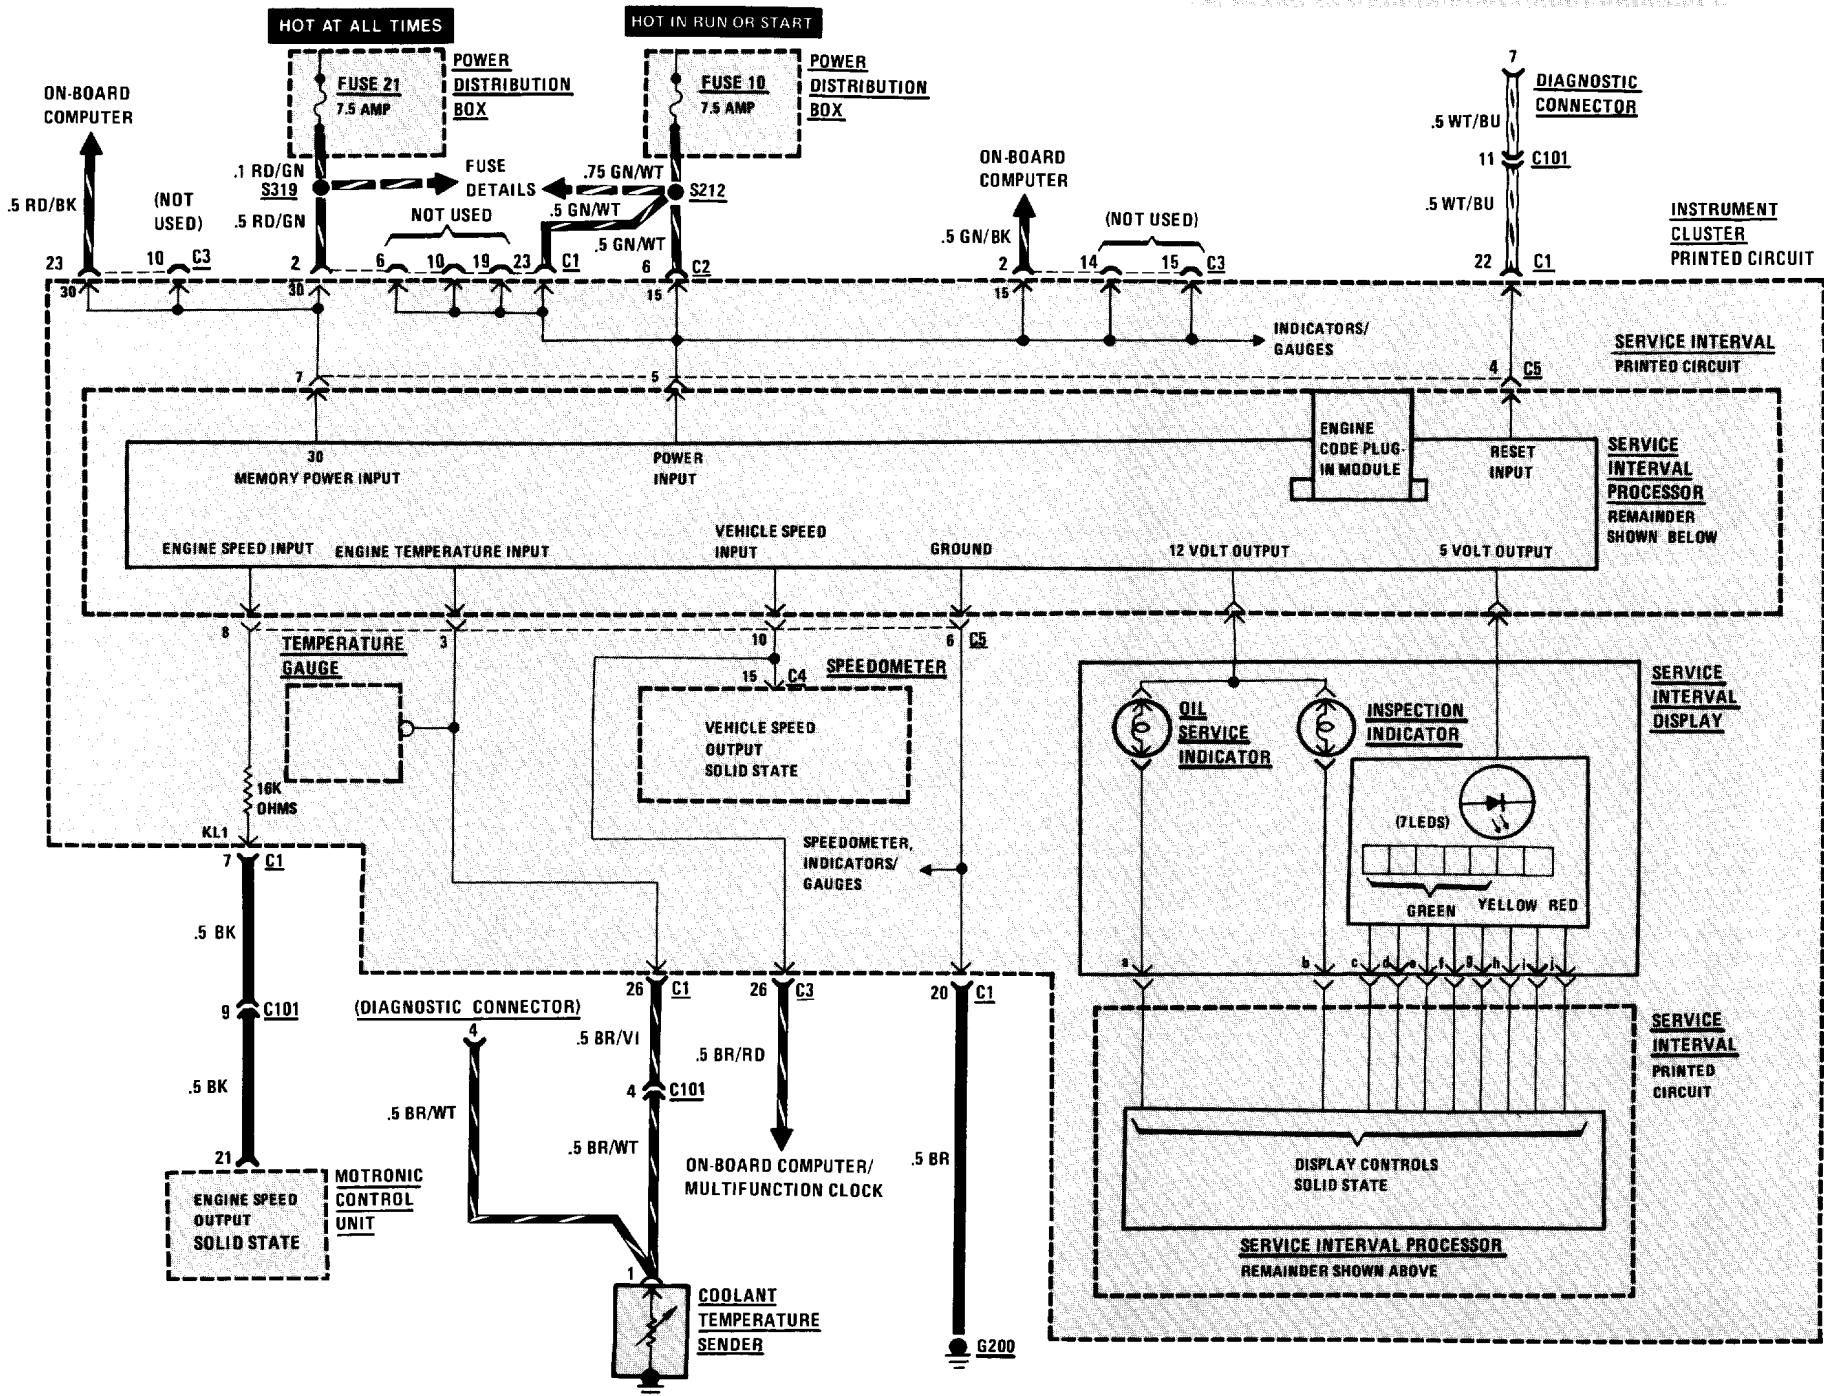 HOT AT ALL TIMES
HOT IN RUN OR START
ON-BOARD
COMPUTER
FUSE 21
7.5 AMP
POWER
DISTRIBUTION
BOX
FUSE 10
7.5 AMP
POWER
DISTRIBUTION
BOX
7
DIAGNOSTIC
CONNECTOR
.5 WT/BU
11
C101
.5 WT/BU
.5 RD/BK
(NOT
USED)
.1 RD/GN
S319
.5 RD/GN
FUSE
DETAILS
.75 GN/WT
S212
.5 GN/WT
.5 GN/WT
NOT USED
ON-BOARD
COMPUTER
.5 GN/BK
(NOT USED)
INSTRUMENT
CLUSTER
PRINTED CIRCUIT
23
10
C3
2
6
10
19
23
C1
6
C2
2
14
15
C3
22
C1
30
30
15
15
INDICATORS/
GAUGES
SERVICE INTERVAL
PRINTED CIRCUIT
7
5
4
C5
30
MEMORY POWER INPUT
POWER
INPUT
ENGINE
CODE PLUG-
IN MODULE
RESET
INPUT
SERVICE
INTERVAL
PROCESSOR
REMAINDER
SHOWN BELOW
ENGINE SPEED INPUT
ENGINE TEMPERATURE INPUT
VEHICLE SPEED
INPUT
GROUND
12 VOLT OUTPUT
5 VOLT OUTPUT
8
3
10
6
C5
TEMPERATURE
GAUGE
15
C4
SPEEDOMETER
VEHICLE SPEED
OUTPUT
SOLID STATE
16K
OHMS
KL1
SPEEDOMETER,
INDICATORS/
GAUGES
OIL
SERVICE
INDICATOR
INSPECTION
INDICATOR
SERVICE
INTERVAL
DISPLAY
(7LEDS)
GREEN
YELLOW
RED
a
b
c
d
e
f
g
h
i
j
7
C1
.5 BK
9
C101
.5 BK
21
ENGINE SPEED
OUTPUT
SOLID STATE
MOTRONIC
CONTROL
UNIT
(DIAGNOSTIC CONNECTOR)
4
.5 BR/WT
26
C1
.5 BR/VI
4
C101
.5 BR/WT
1
COOLANT
TEMPERATURE
SENDER
26
C3
.5 BR/RD
ON-BOARD COMPUTER/
MULTIFUNCTION CLOCK
20
C1
.5 BR
G200
SERVICE
INTERVAL
PRINTED
CIRCUIT
DISPLAY CONTROLS
SOLID STATE
SERVICE INTERVAL PROCESSOR
REMAINDER SHOWN ABOVE